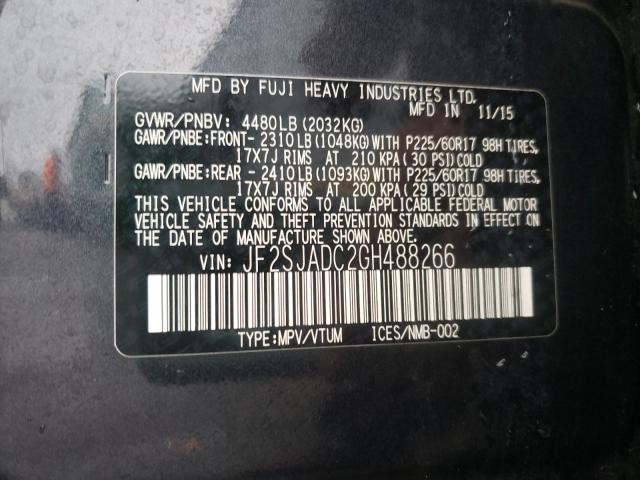 MFD BY FUJI HEAVY INDUSTRIES LTD.
MFD IN 11/15
GVWR/PNBV: 4480LB(2032KG)
GAWR/PNBE:FRONT- 2310LB(1048KG)WITH P225/60R17 98H TIRES,
17X7J RIMS AT 210 KPA(30 PSI)COLD
GAWR/PNBE:REAR - 2410LB(1093KG)WITH P225/60R17 98H TIRES,
17X7J RIMS AT 200 KPA(29 PSI)COLD
THIS VEHICLE CONFORMS TO ALL APPLICABLE FEDERAL MOTOR
VEHICLE SAFETY AND THEFT PREVENTION STANDARDS IN EFFECT ON
THE DATE OF MANUFACTURE SHOWN ABOVE.
VIN: JF2SJADC2GH488266
TYPE:MPV/VTUM ICES/NMB-002